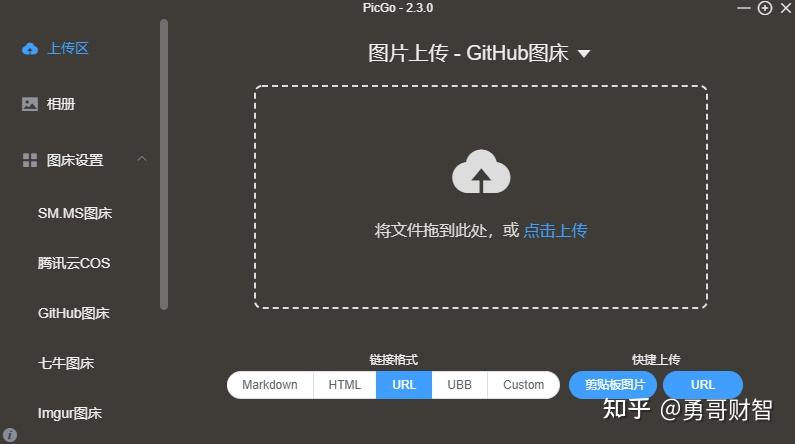 PicGo - 2.3.0
上传区
相册
图床设置
SM.MS图床
腾讯云COS
GitHub图床
七牛图床
Imgur图床
图片上传 - GitHub图床
将文件拖到此处，或 点击上传
链接格式
Markdown HTML URL UBB Custom
快捷上传
剪贴板图片 URL
知乎 @勇哥财智